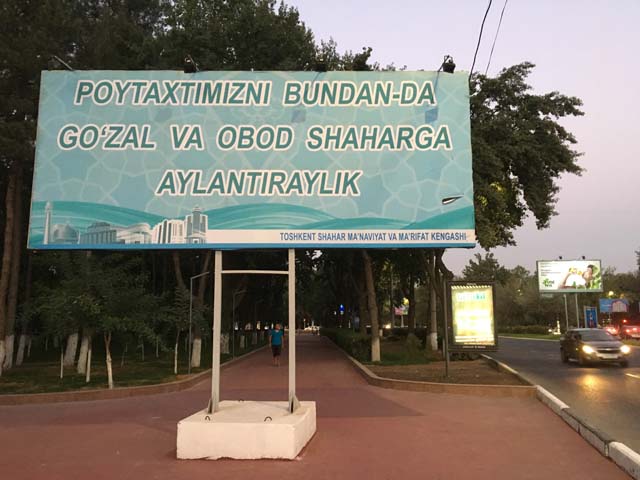 POYTAXTIMIZNI BUNDAN-DA
GO‘ZAL VA OBOD SHAHARGA
AYLANTIRAYLIK
TOSHKENT SHAHAR MA’NAVIYAT VA MA’RIFAT KENGASHI